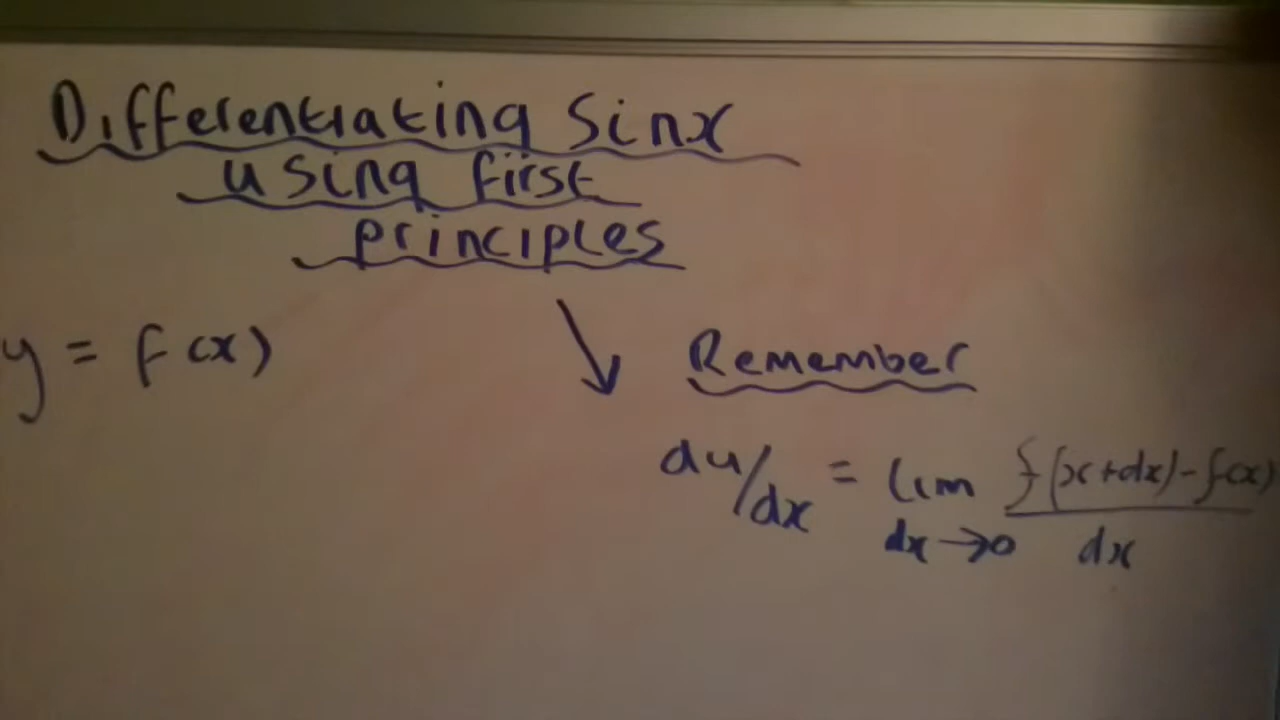 Differentiating Sinx
using first
principles
y = f(x)
Remember
dy/dx = lim f(x+dx)-f(x)
dx→0 dx